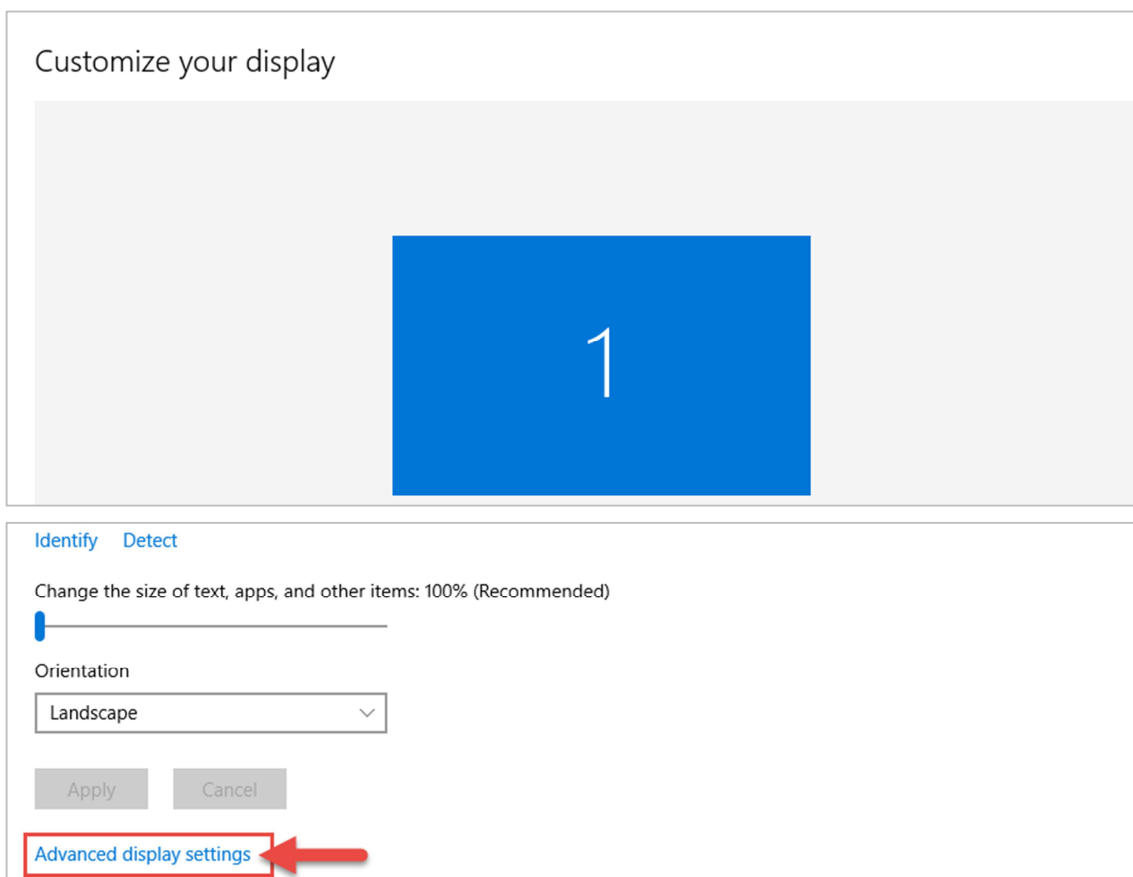 Customize your display
1
Identify Detect
Change the size of text, apps, and other items: 100% (Recommended)
Orientation
Landscape
Apply Cancel
Advanced display settings